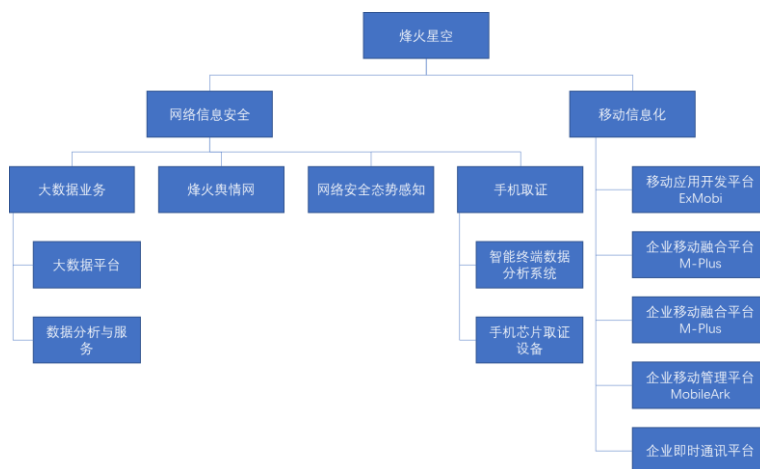 烽火星空
网络信息安全
移动信息化
大数据业务
烽火舆情网
网络安全态势感知
手机取证
移动应用开发平台
ExMobi
大数据平台
智能终端数据
分析系统
企业移动融合平台
M-Plus
数据分析与服
务
手机芯片取证
设备
企业移动融合平台
M-Plus
企业移动管理平台
MobileArk
企业即时通讯平台